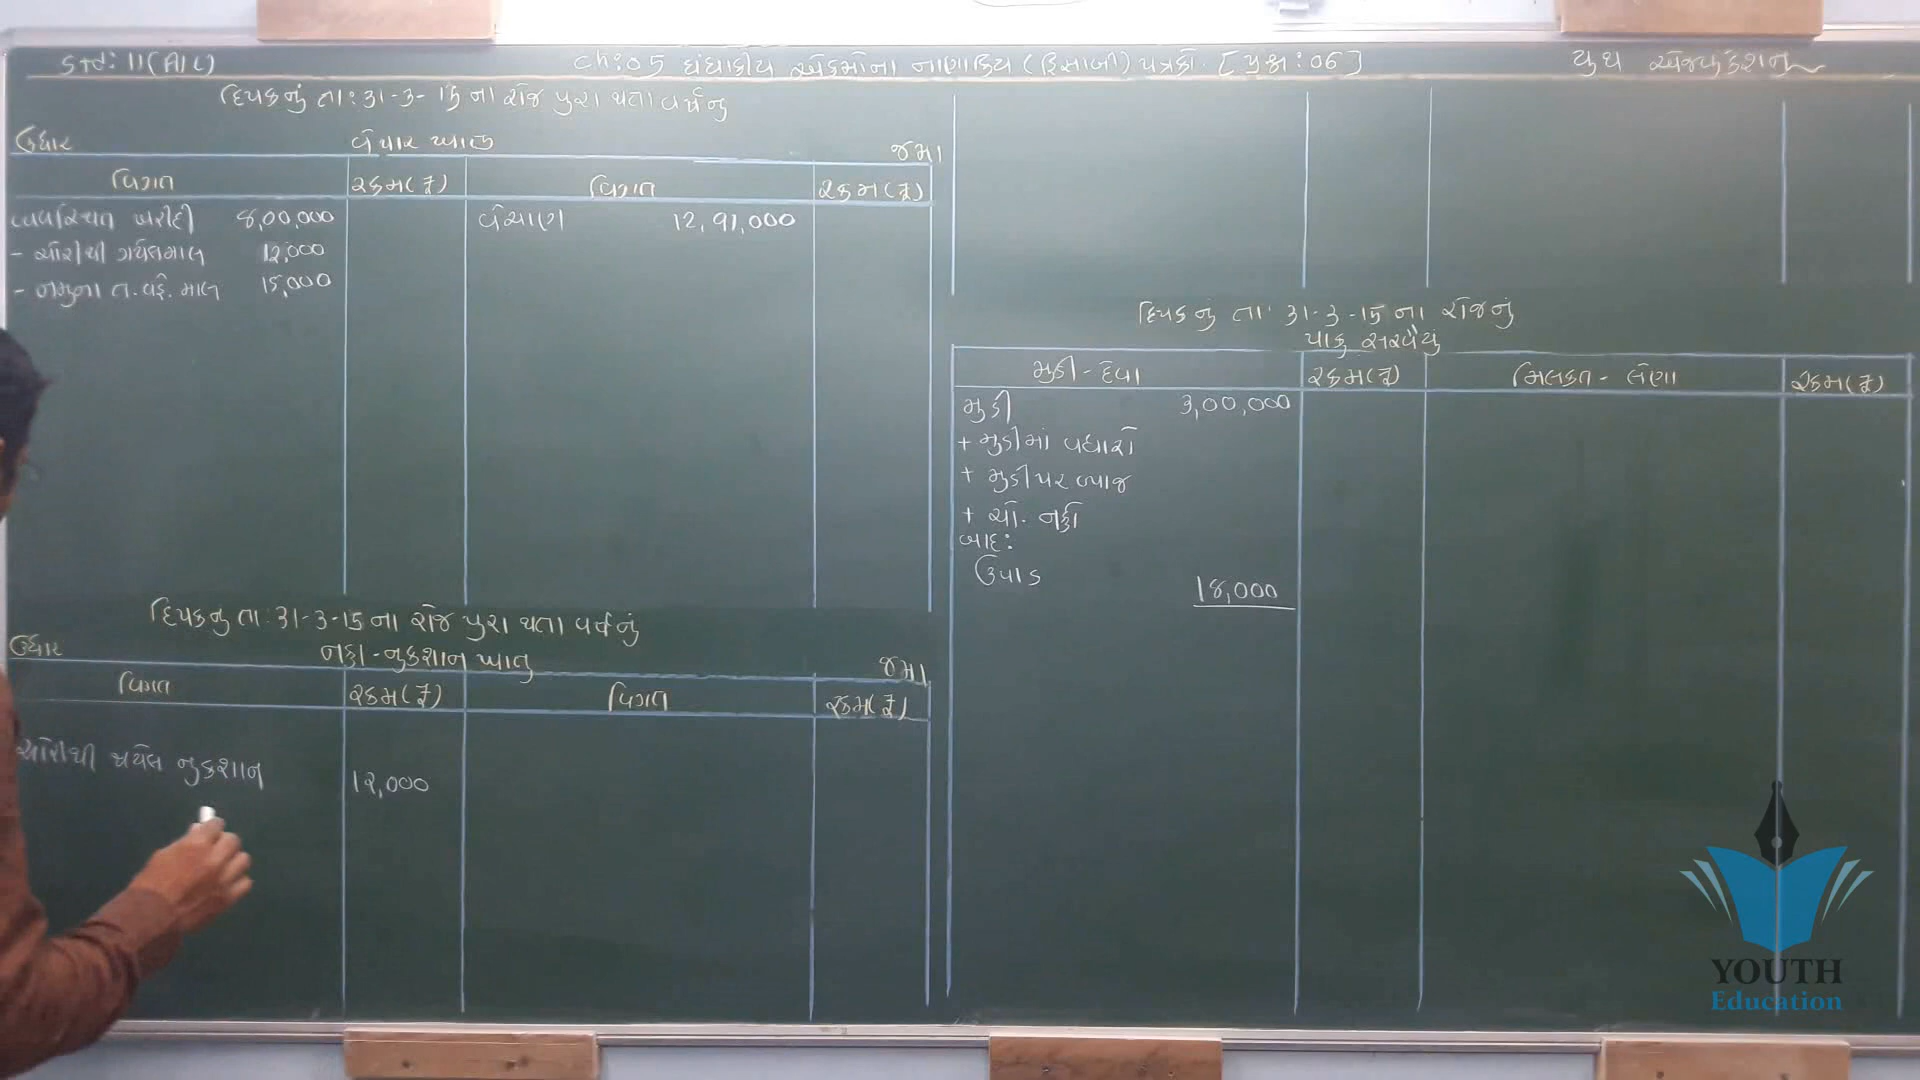 Std: 11 (A/C)
ch: 05 ધંધાકીય એકમોના નાણાકિય (હિસાબી) પત્રકો. [પ્રશ્ન: 06]
યુથ એજ્યુકેશન
દિપકનું તા: 31-3-15 ના રોજ પુરા થતા વર્ષનું
ઉધાર વેપાર ખાતુ જમા
વિગત રકમ(₹) વિગત રકમ(₹)
ખરીદી 8,00,000 વેચાણ 12,91,000
- ચોરીથી ગયેલમાલ 12,000
- નમુના ત. વહેં. માલ 15,000
દિપકનું તા: 31-3-15 ના રોજ પુરા થતા વર્ષનું
ઉધાર નફા-નુકશાન ખાતુ જમા
વિગત રકમ(₹) વિગત રકમ(₹)
ચોરીથી થયેલ નુકશાન 12,000
દિપકનું તા: 31-3-15 ના રોજનું
પાકુ સરવૈયું
મુડી - દેવા રકમ(₹) મિલકત - લેણા રકમ(₹)
મુડી 3,00,000
+ મુડીમાં વધારો
+ મુડીપર વ્યાજ
+ ચો. નફો
બાદ:
ઉપાડ 18,000
YOUTH
Education